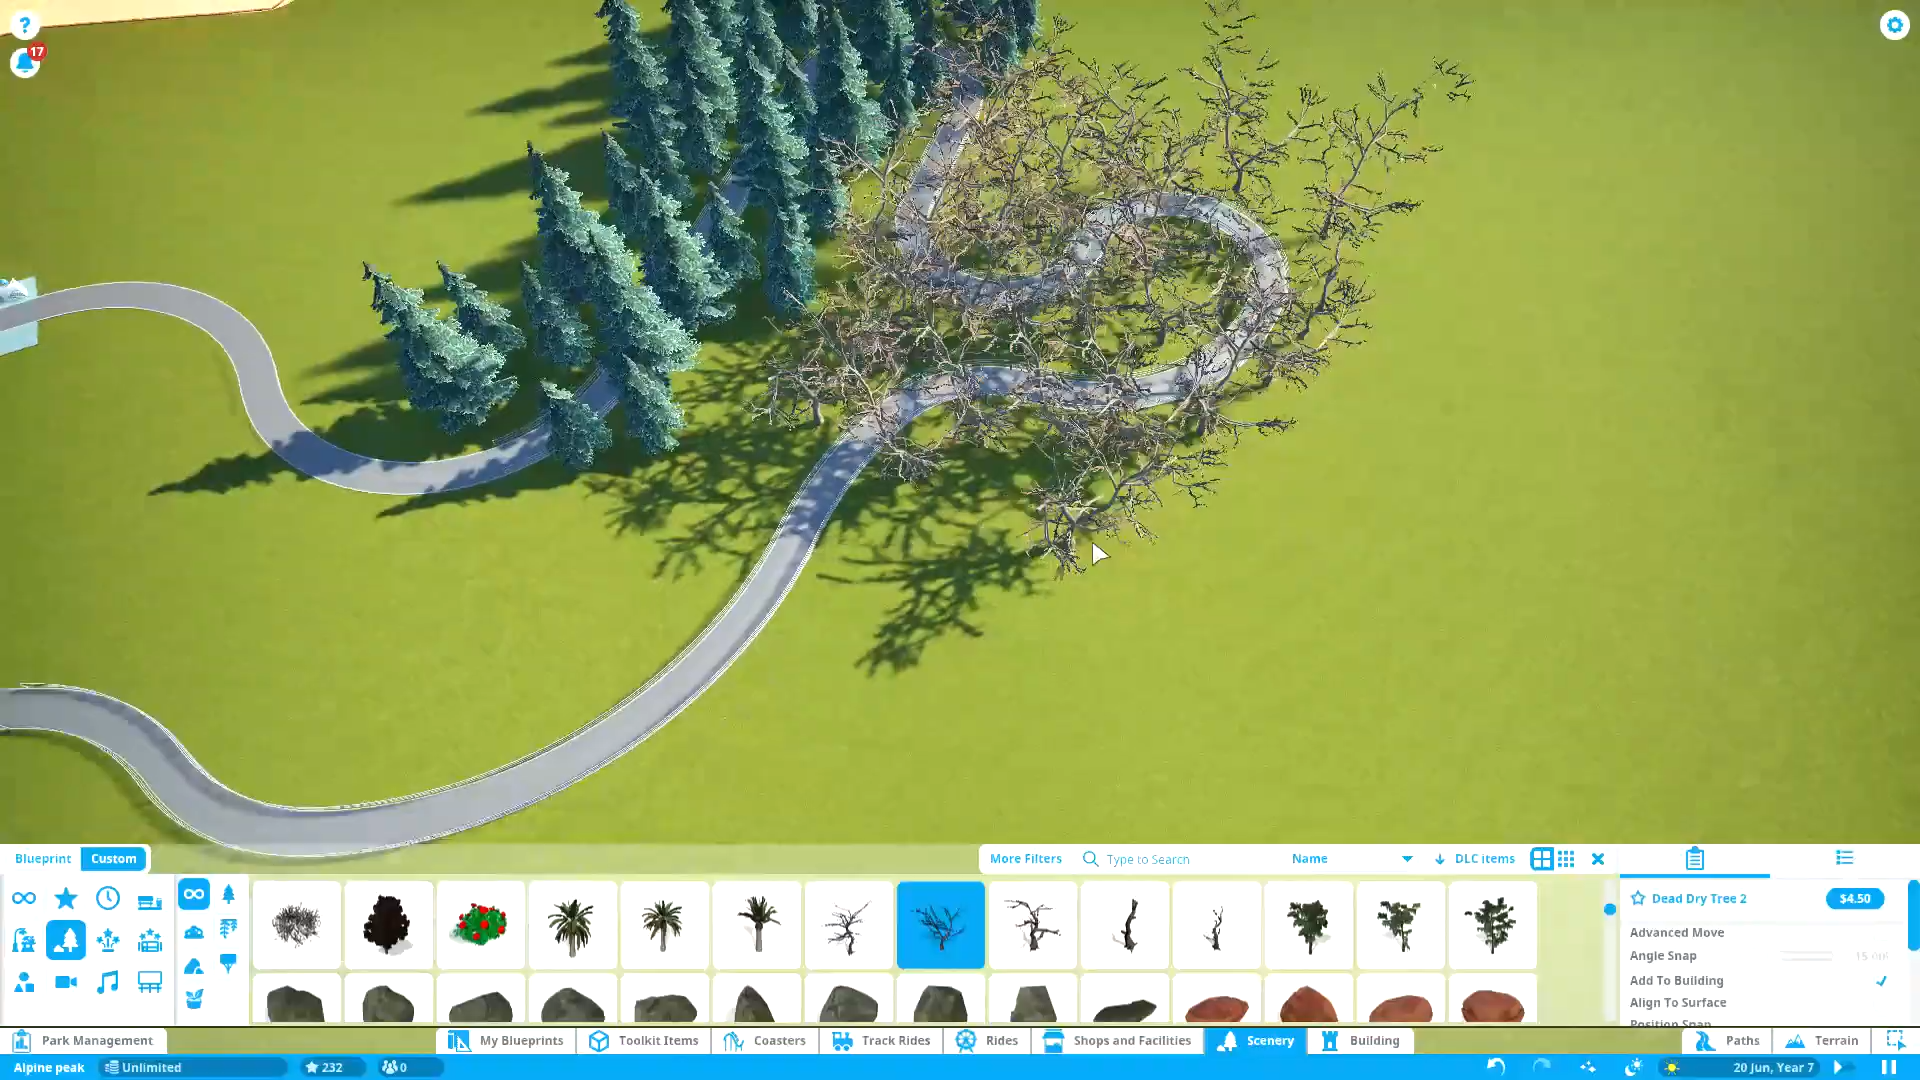 ?
17
Blueprint Custom
More Filters Type to Search Name DLC items
Dead Dry Tree 2 $4.50
Advanced Move
Angle Snap
Add To Building
Align To Surface
Position Snap
Park Management My Blueprints Toolkit Items Coasters Track Rides Rides Shops and Facilities Scenery Building Paths Terrain
Alpine peak Unlimited 232 0 20 Jun, Year 7